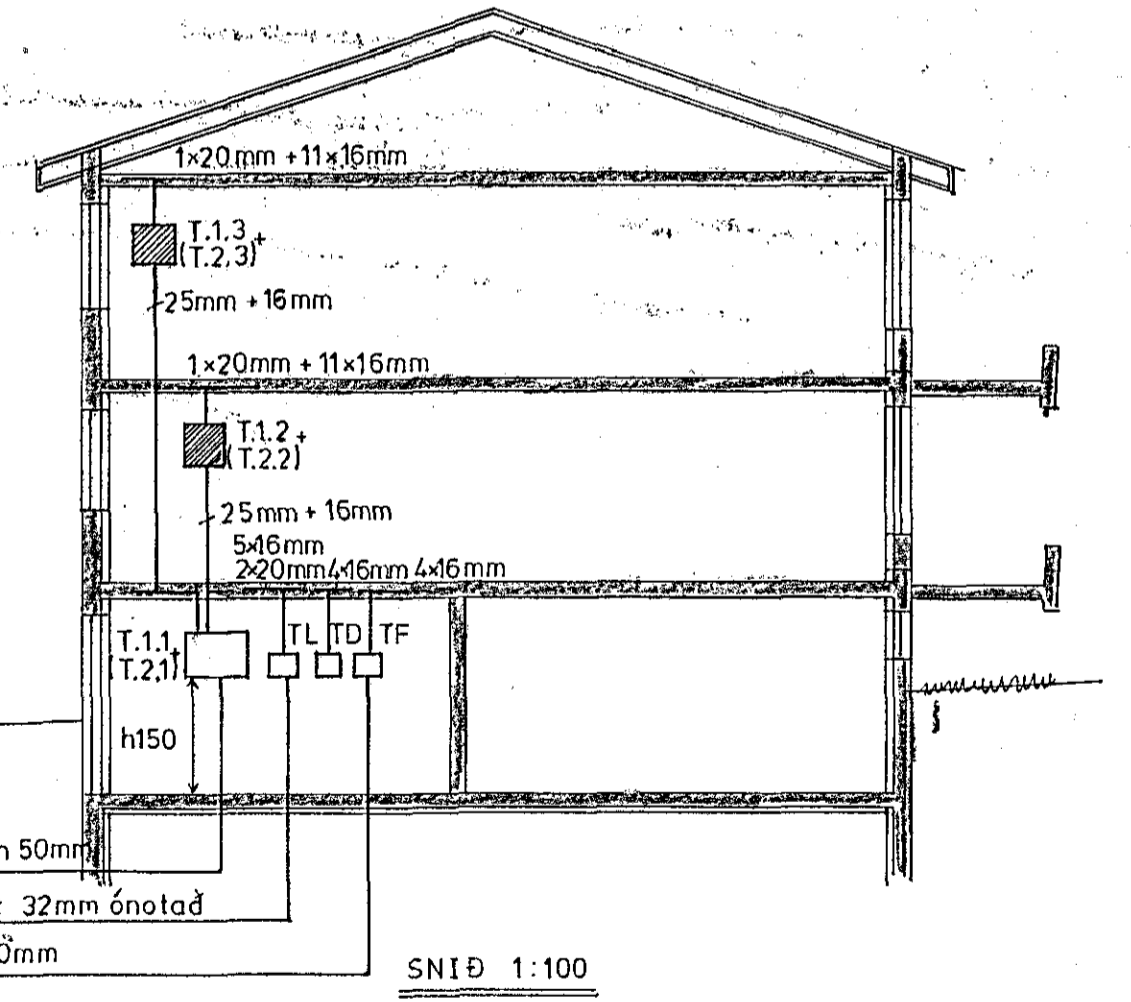 1×20mm + 11×16mm
T.1.3 +
(T.2,3)
25mm + 16mm
1×20mm + 11×16mm
T.1.2 +
(T.2.2)
25mm + 16mm
5×16mm
2×20mm 4×16mm 4×16mm
T.1.1 +
(T.2,1)
TL TD TF
h150
50mm
32mm ónotað
0mm
SNIÐ 1:100